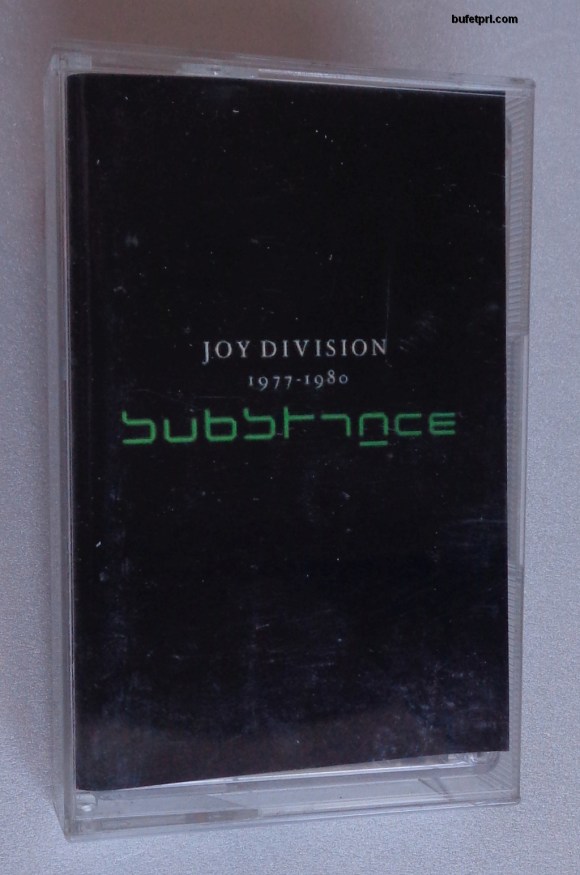 bufetprl.com
JOY DIVISION
1977-1980
substance